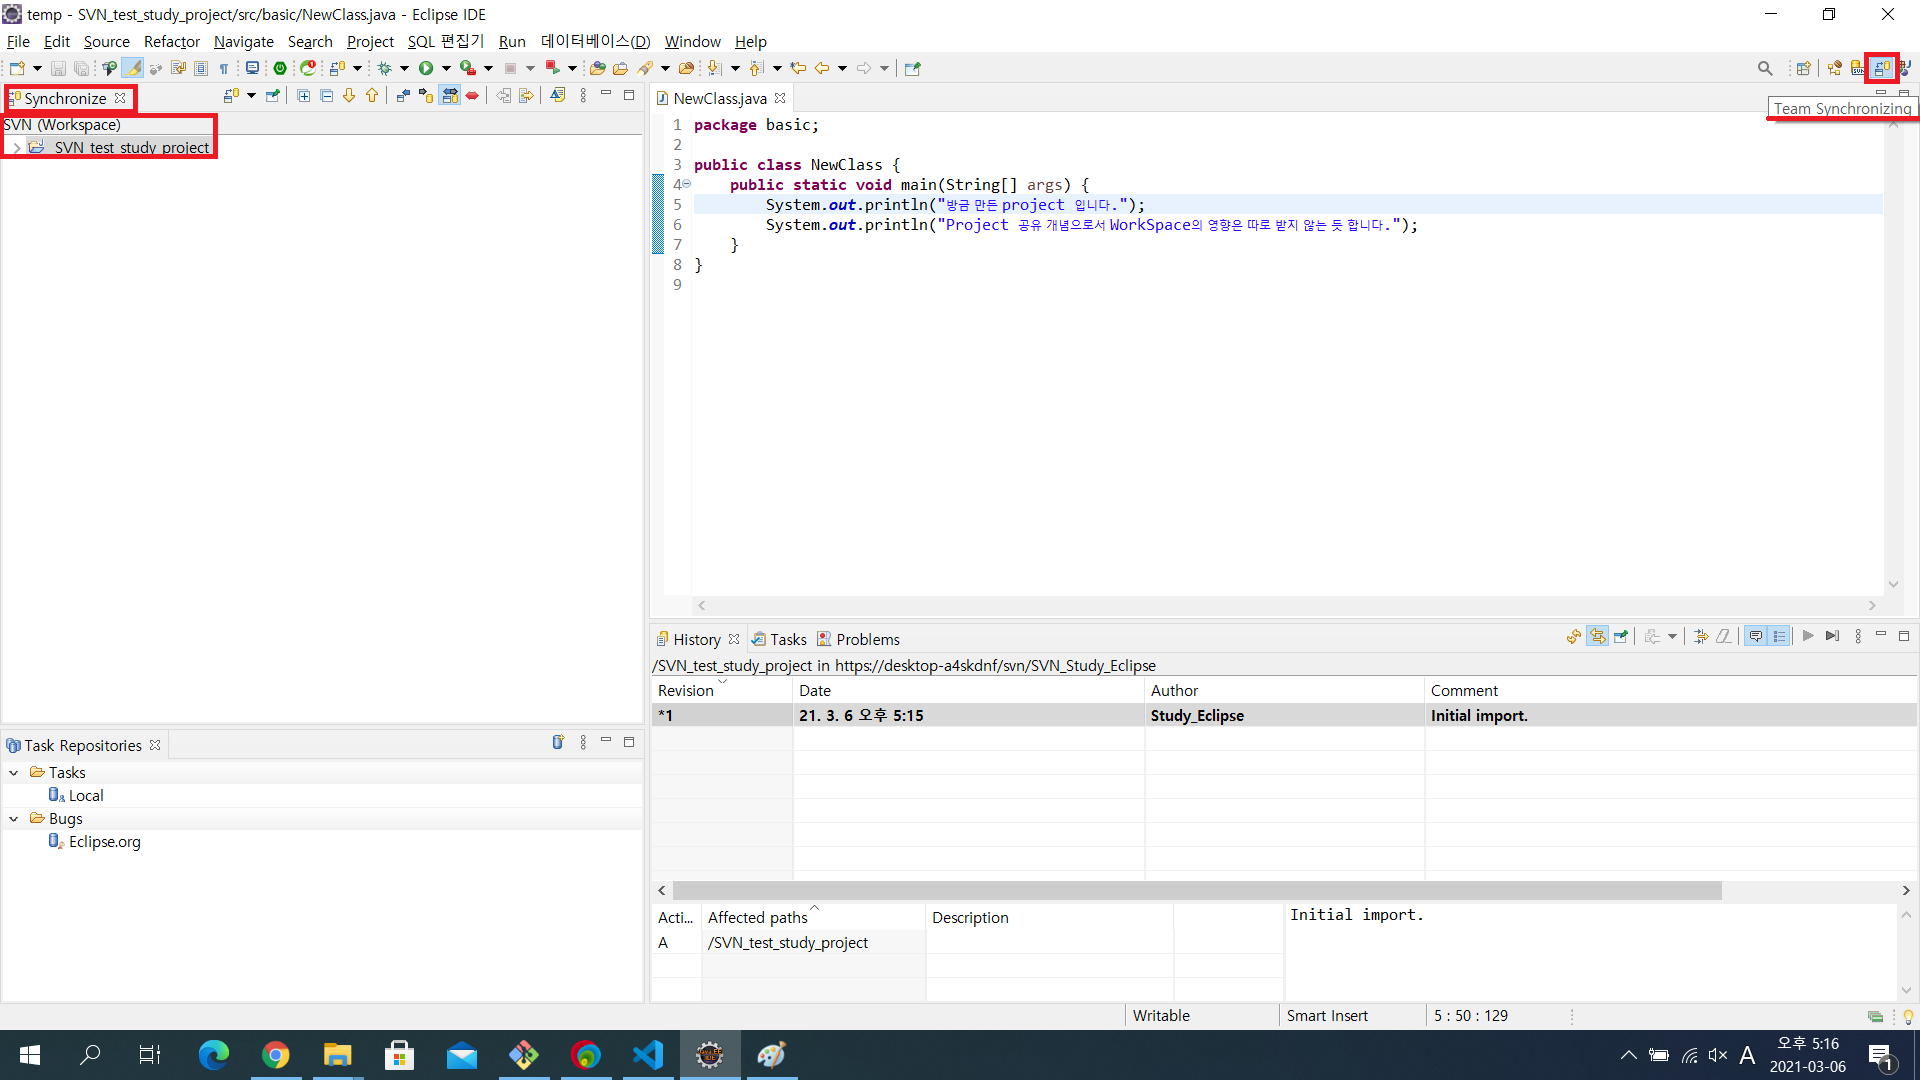 temp - SVN_test_study_project/src/basic/NewClass.java - Eclipse IDE
File Edit Source Refactor Navigate Search Project SQL 편집기 Run 데이터베이스(D) Window Help
Synchronize
SVN (Workspace)
SVN_test_study_project
NewClass.java
Team Synchronizing
1 package basic;
2
3 public class NewClass {
4 public static void main(String[] args) {
5 System.out.println("방금 만든 project 입니다.");
6 System.out.println("Project 공유 개념으로서 WorkSpace의 영향은 따로 받지 않는 듯 합니다.");
7 }
8 }
9
History Tasks Problems
/SVN_test_study_project in https://desktop-a4skdnf/svn/SVN_Study_Eclipse
Revision Date Author Comment
*1 21. 3. 6 오후 5:15 Study_Eclipse Initial import.
Task Repositories
Tasks
Local
Bugs
Eclipse.org
Acti... Affected paths Description
A /SVN_test_study_project
Initial import.
Writable Smart Insert 5 : 50 : 129
A
오후 5:16
2021-03-06
1